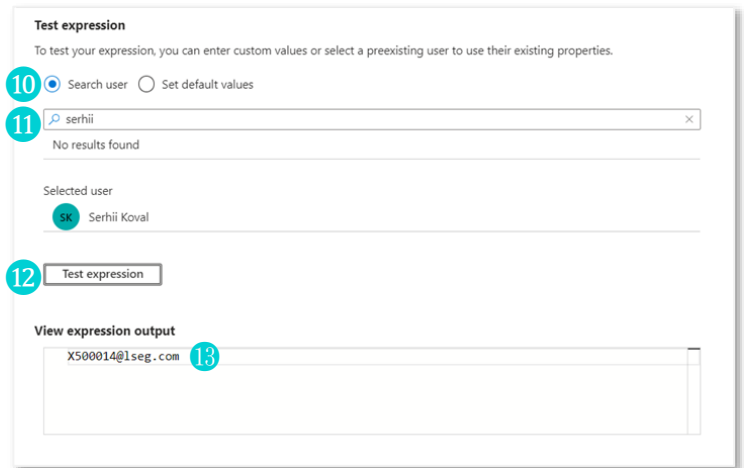 Test expression
To test your expression, you can enter custom values or select a preexisting user to use their existing properties.
10 Search user Set default values
11 serhii
No results found
Selected user
SK Serhii Koval
12 Test expression
View expression output
X500014@lseg.com 13